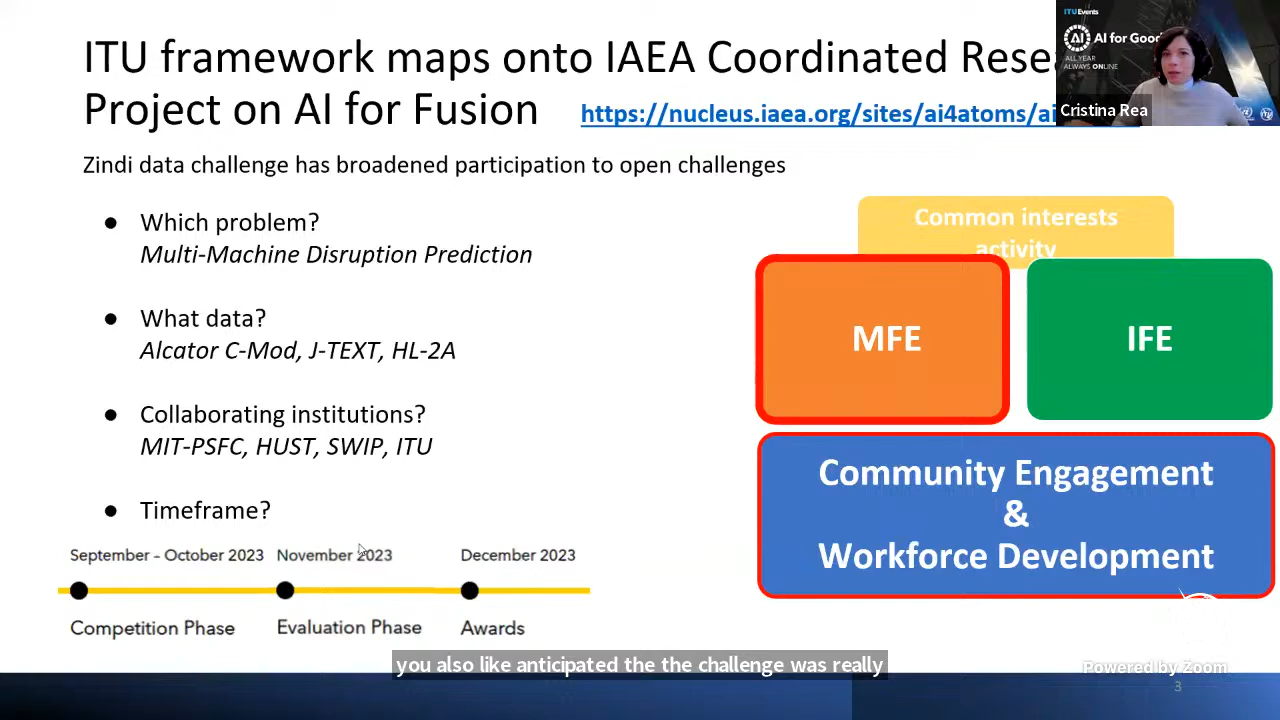 ITU framework maps onto IAEA Coordinated
Project on AI for Fusion https://nucleus.iaea.org/sites/ai4atoms/
Zindi data challenge has broadened participation to open challenges
● Which problem?
Multi-Machine Disruption Prediction
● What data?
Alcator C-Mod, J-TEXT, HL-2A
● Collaborating institutions?
MIT-PSFC, HUST, SWIP, ITU
● Timeframe?
September - October 2023 November 2023 December 2023
Competition Phase Evaluation Phase Awards
ITUEvents
AI AI for Good
ALL YEAR
ALWAYS ONLINE
Cristina Rea
Common interests
activity
MFE IFE
Community Engagement
&
Workforce Development
you also like anticipated the the challenge was really
Powered by Zoom
3